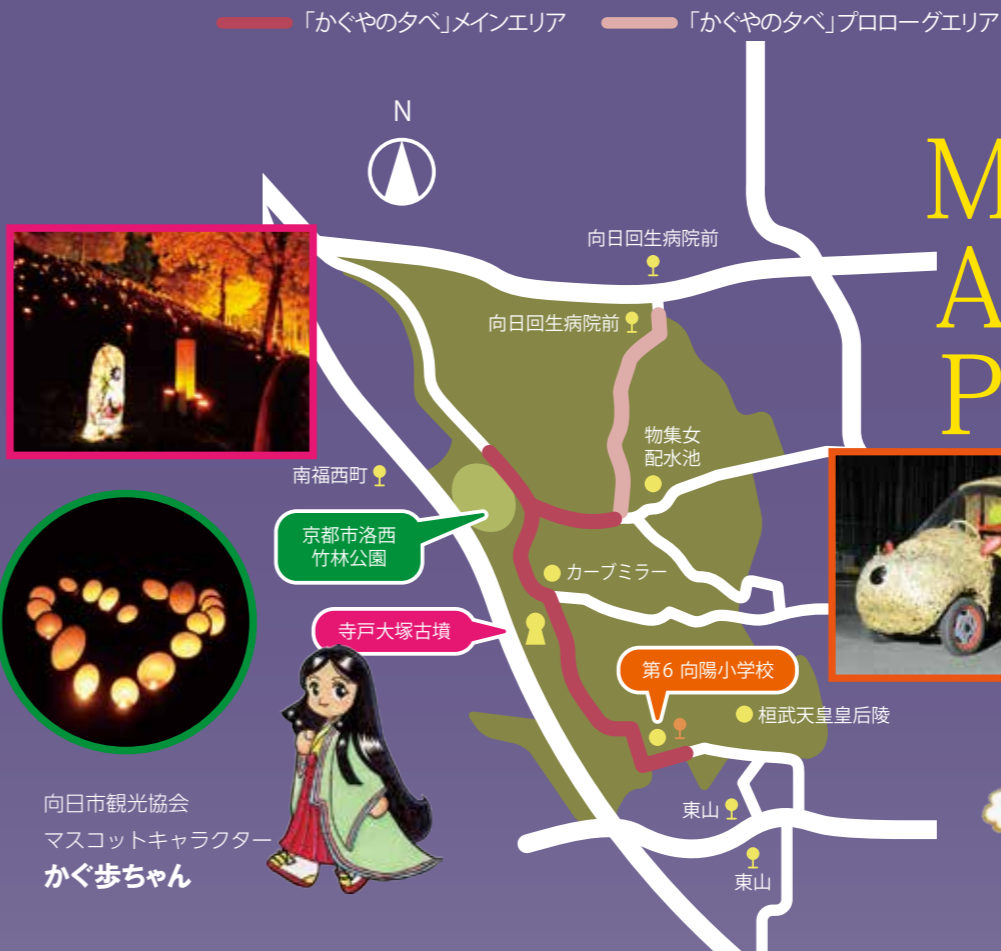 「かぐやの夕べ」メインエリア
「かぐやの夕べ」プロローグエリア
N
M
A
P
向日回生病院前
向日回生病院前
物集女
配水池
南福西町
京都市洛西
竹林公園
カーブミラー
寺戸大塚古墳
第6 向陽小学校
桓武天皇皇后陵
東山
東山
向日市観光協会
マスコットキャラクター
かぐ歩ちゃん